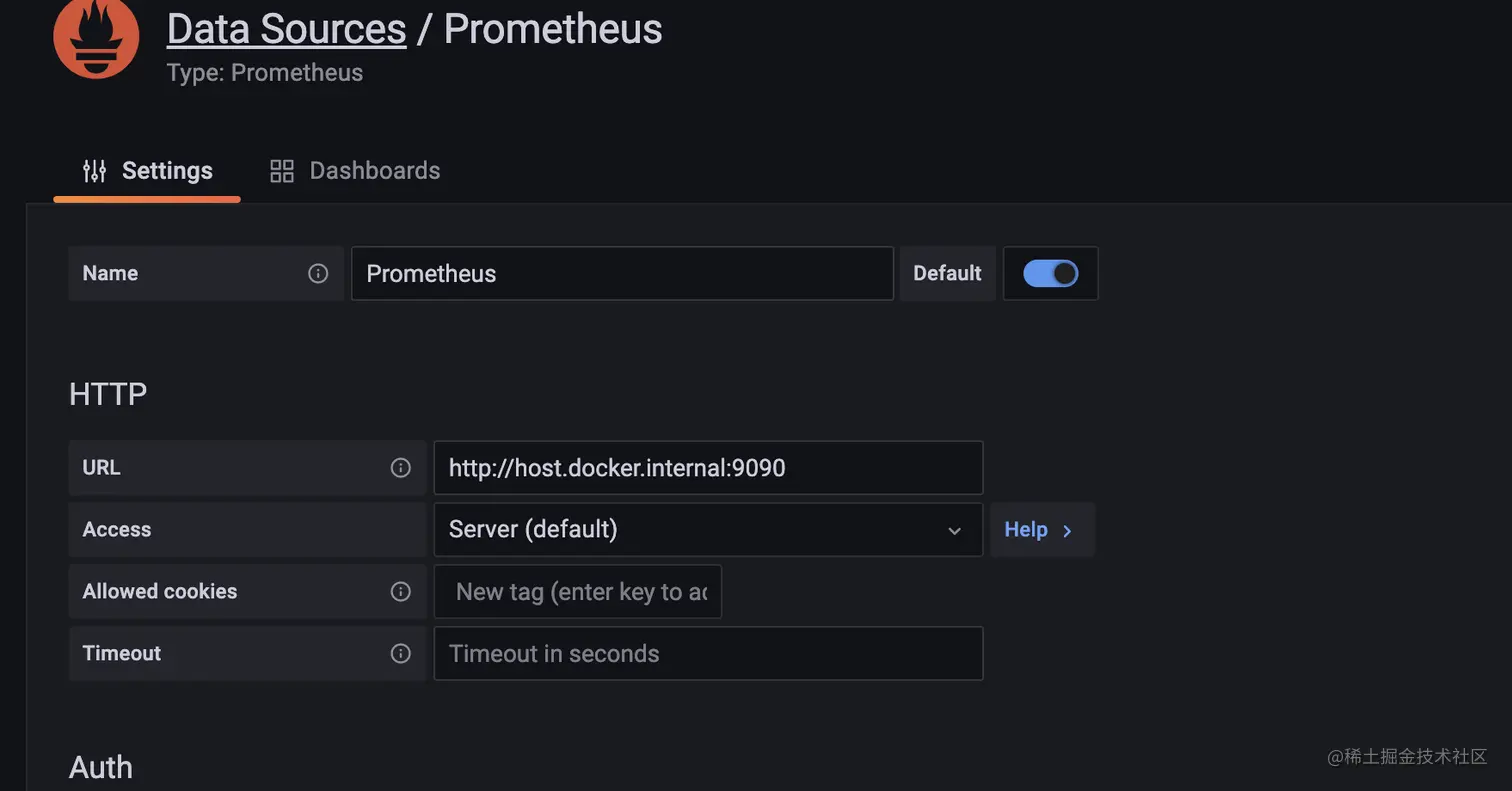 Data Sources / Prometheus
Type: Prometheus
Settings Dashboards
Name Prometheus Default
HTTP
URL http://host.docker.internal:9090
Access Server (default) Help
Allowed cookies New tag (enter key to ac
Timeout Timeout in seconds
Auth
@稀土掘金技术社区